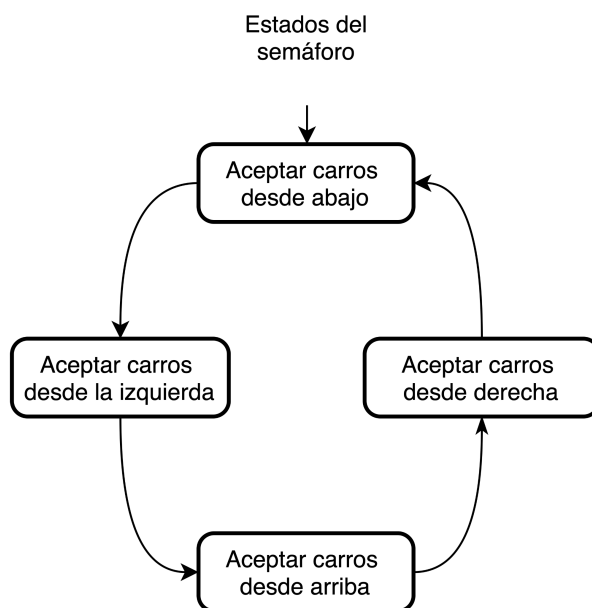 Estados del
semáforo
Aceptar carros
desde abajo
Aceptar carros
desde la izquierda
Aceptar carros
desde derecha
Aceptar carros
desde arriba